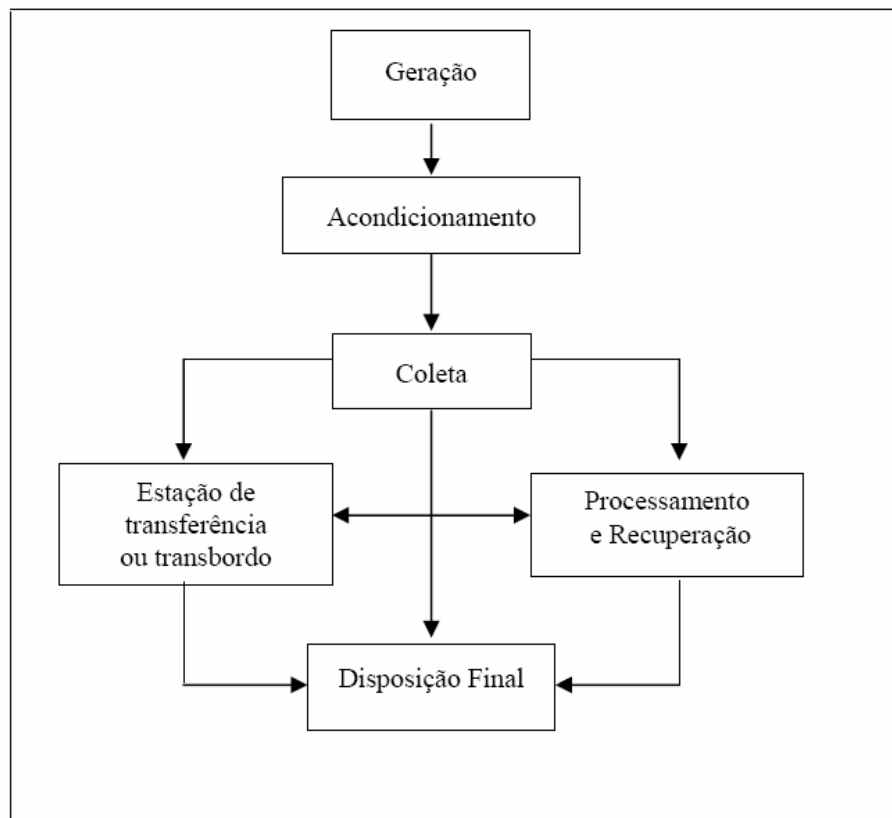 Geração
Acondicionamento
Coleta
Estação de
transferência
ou transbordo
Processamento
e Recuperação
Disposição Final